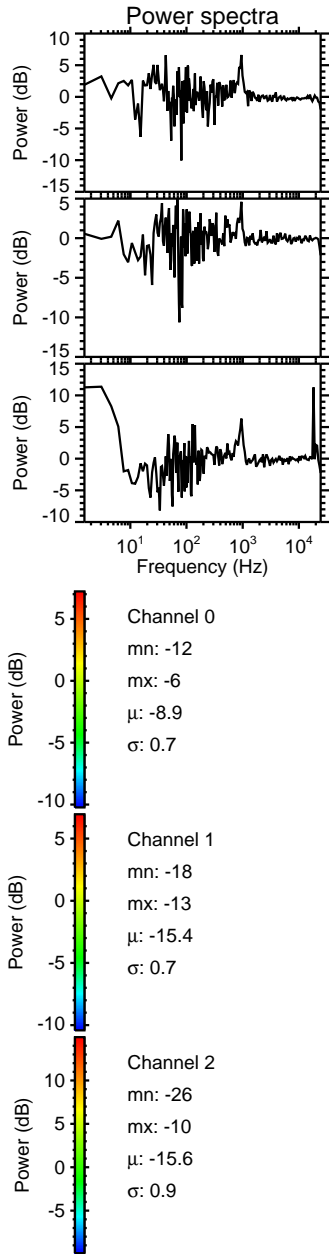 Power spectra
10
5
0
-5
-10
-15
Power (dB)
5
0
-5
-10
-15
Power (dB)
15
10
5
0
-5
-10
Power (dB)
10^1 10^2 10^3 10^4
Frequency (Hz)
5
0
-5
-10
Power (dB)
Channel 0
mn: -12
mx: -6
μ: -8.9
σ: 0.7
5
0
-5
-10
Power (dB)
Channel 1
mn: -18
mx: -13
μ: -15.4
σ: 0.7
10
5
0
-5
Power (dB)
Channel 2
mn: -26
mx: -10
μ: -15.6
σ: 0.9